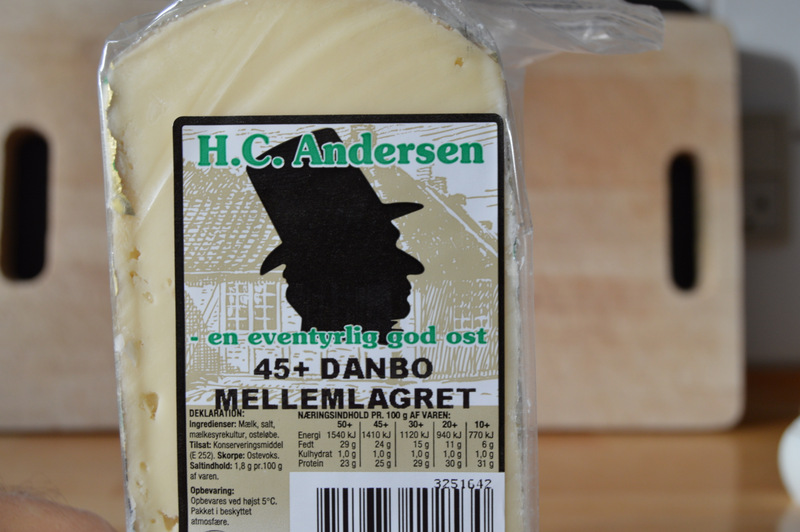 H.C. Andersen
- en eventyrlig god ost
45+ DANBO
MELLEMLAGRET
DEKLARATION:
Ingredienser: Mælk, salt,
mælkesyrekultur, osteløbe.
Tilsat: Konserveringsmiddel
(E 252). Skorpe: Ostevoks.
Saltindhold: 1,8 g pr.100 g
af varen.
Opbevaring:
Opbevares ved højst 5°C.
Pakket i beskyttet
atmosfære.
NÆRINGSINDHOLD PR. 100 g AF VAREN:
50+ 45+ 30+ 20+ 10+
Energi 1540 kJ 1410 kJ 1120 kJ 940 kJ 770 kJ
Fedt 29 g 24 g 15 g 11 g 6 g
Kulhydrat 1,0 g 1,0 g 1,0 g 1,0 g 1,0 g
Protein 23 g 25 g 29 g 30 g 31 g
3251642